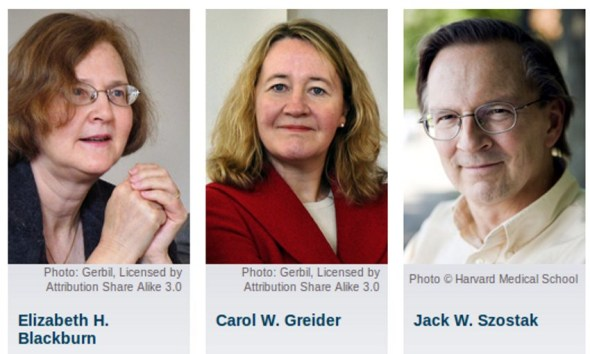 Photo: Gerbil, Licensed by
Attribution Share Alike 3.0
Elizabeth H.
Blackburn
Photo: Gerbil, Licensed by
Attribution Share Alike 3.0
Carol W. Greider
Photo © Harvard Medical School
Jack W. Szostak